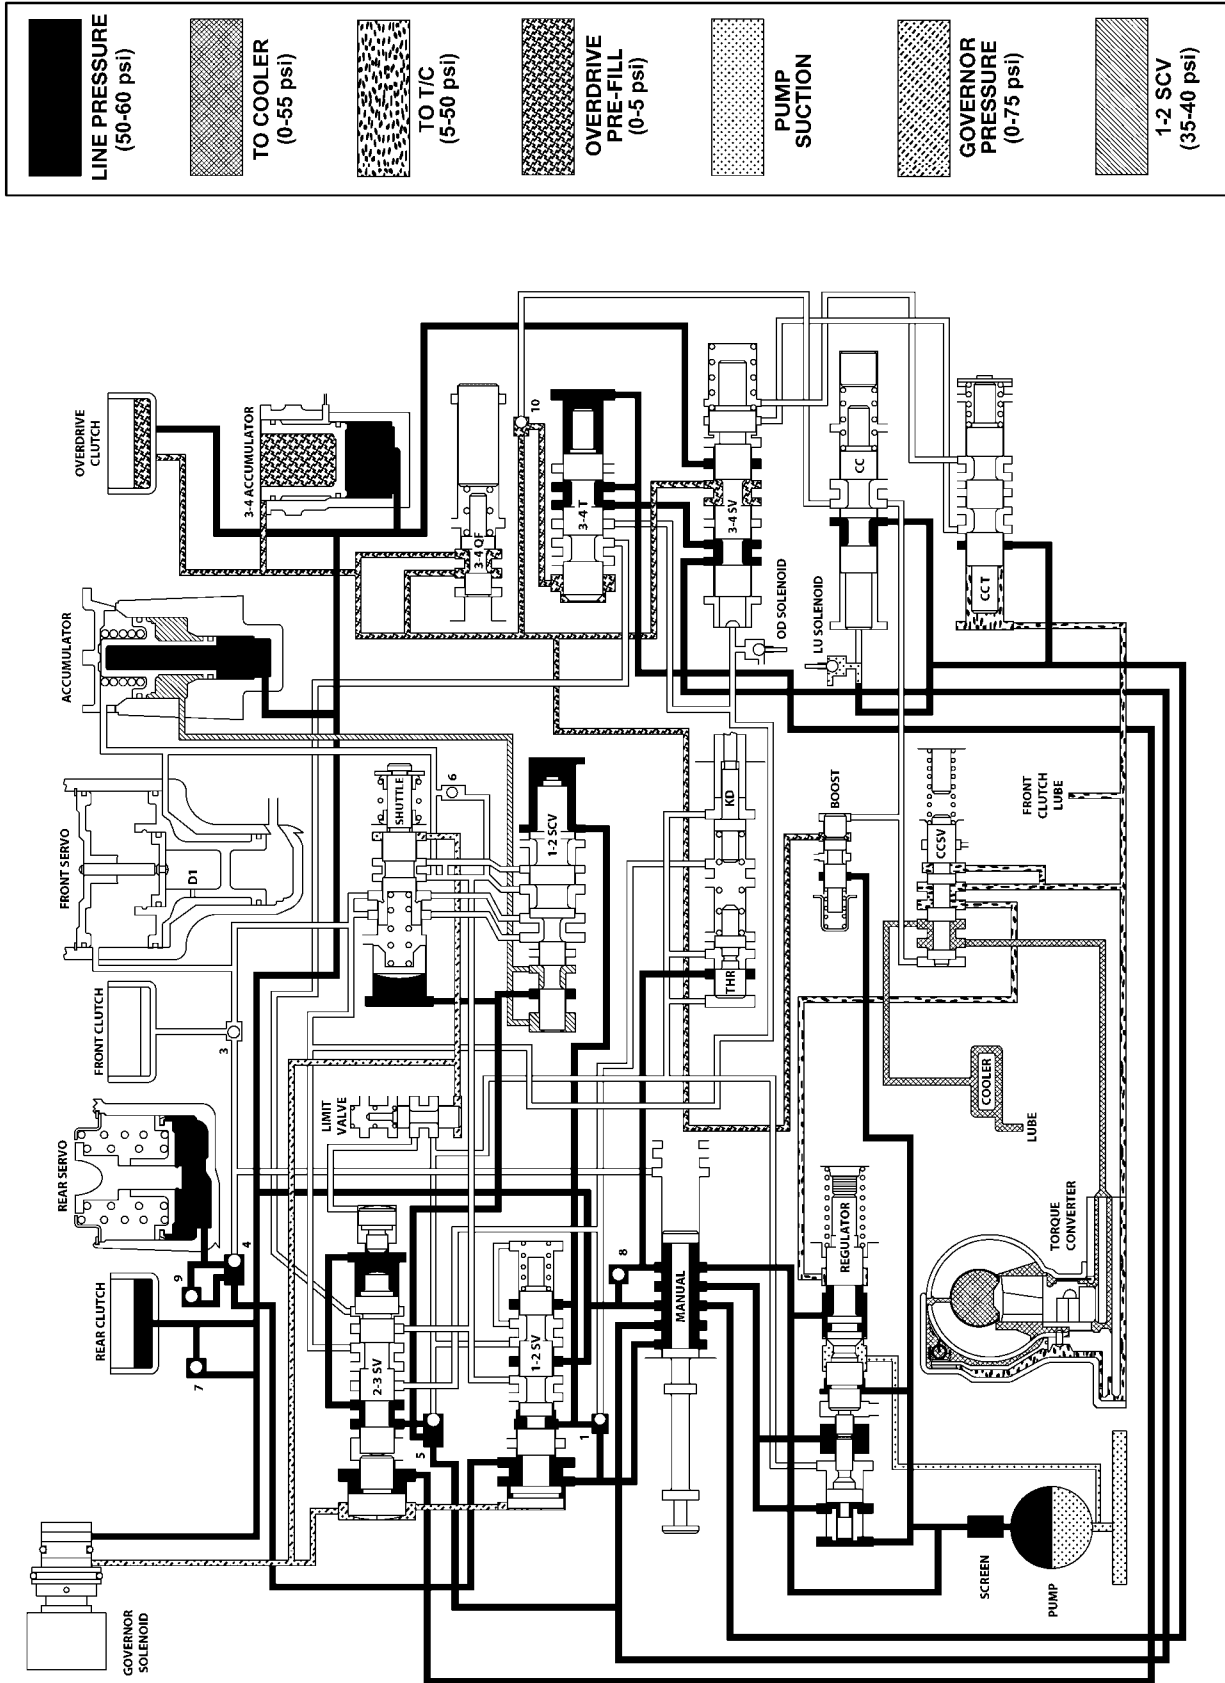 LINE PRESSURE
(50-60 psi)
TO COOLER
(0-55 psi)
TO T/C
(5-50 psi)
OVERDRIVE
PRE-FILL
(0-5 psi)
PUMP
SUCTION
GOVERNOR
PRESSURE
(0-75 psi)
1-2 SCV
(35-40 psi)
OVERDRIVE
CLUTCH
3-4 ACCUMULATOR
3-4 QF
10
3-4 T
3-4 SV
CC
CC T
OD SOLENOID
LU SOLENOID
ACCUMULATOR
FRONT SERVO
D1
SHUTTLE
6
1-2 SCV
KD
THR
BOOST
CCSV
FRONT
CLUTCH
LUBE
FRONT CLUTCH
3
LIMIT
VALVE
COOLER
LUBE
REAR SERVO
4
9
REAR CLUTCH
7
2-3 SV
5
1-2 SV
1
8
MANUAL
REGULATOR
TORQUE
CONVERTER
GOVERNOR
SOLENOID
SCREEN
PUMP